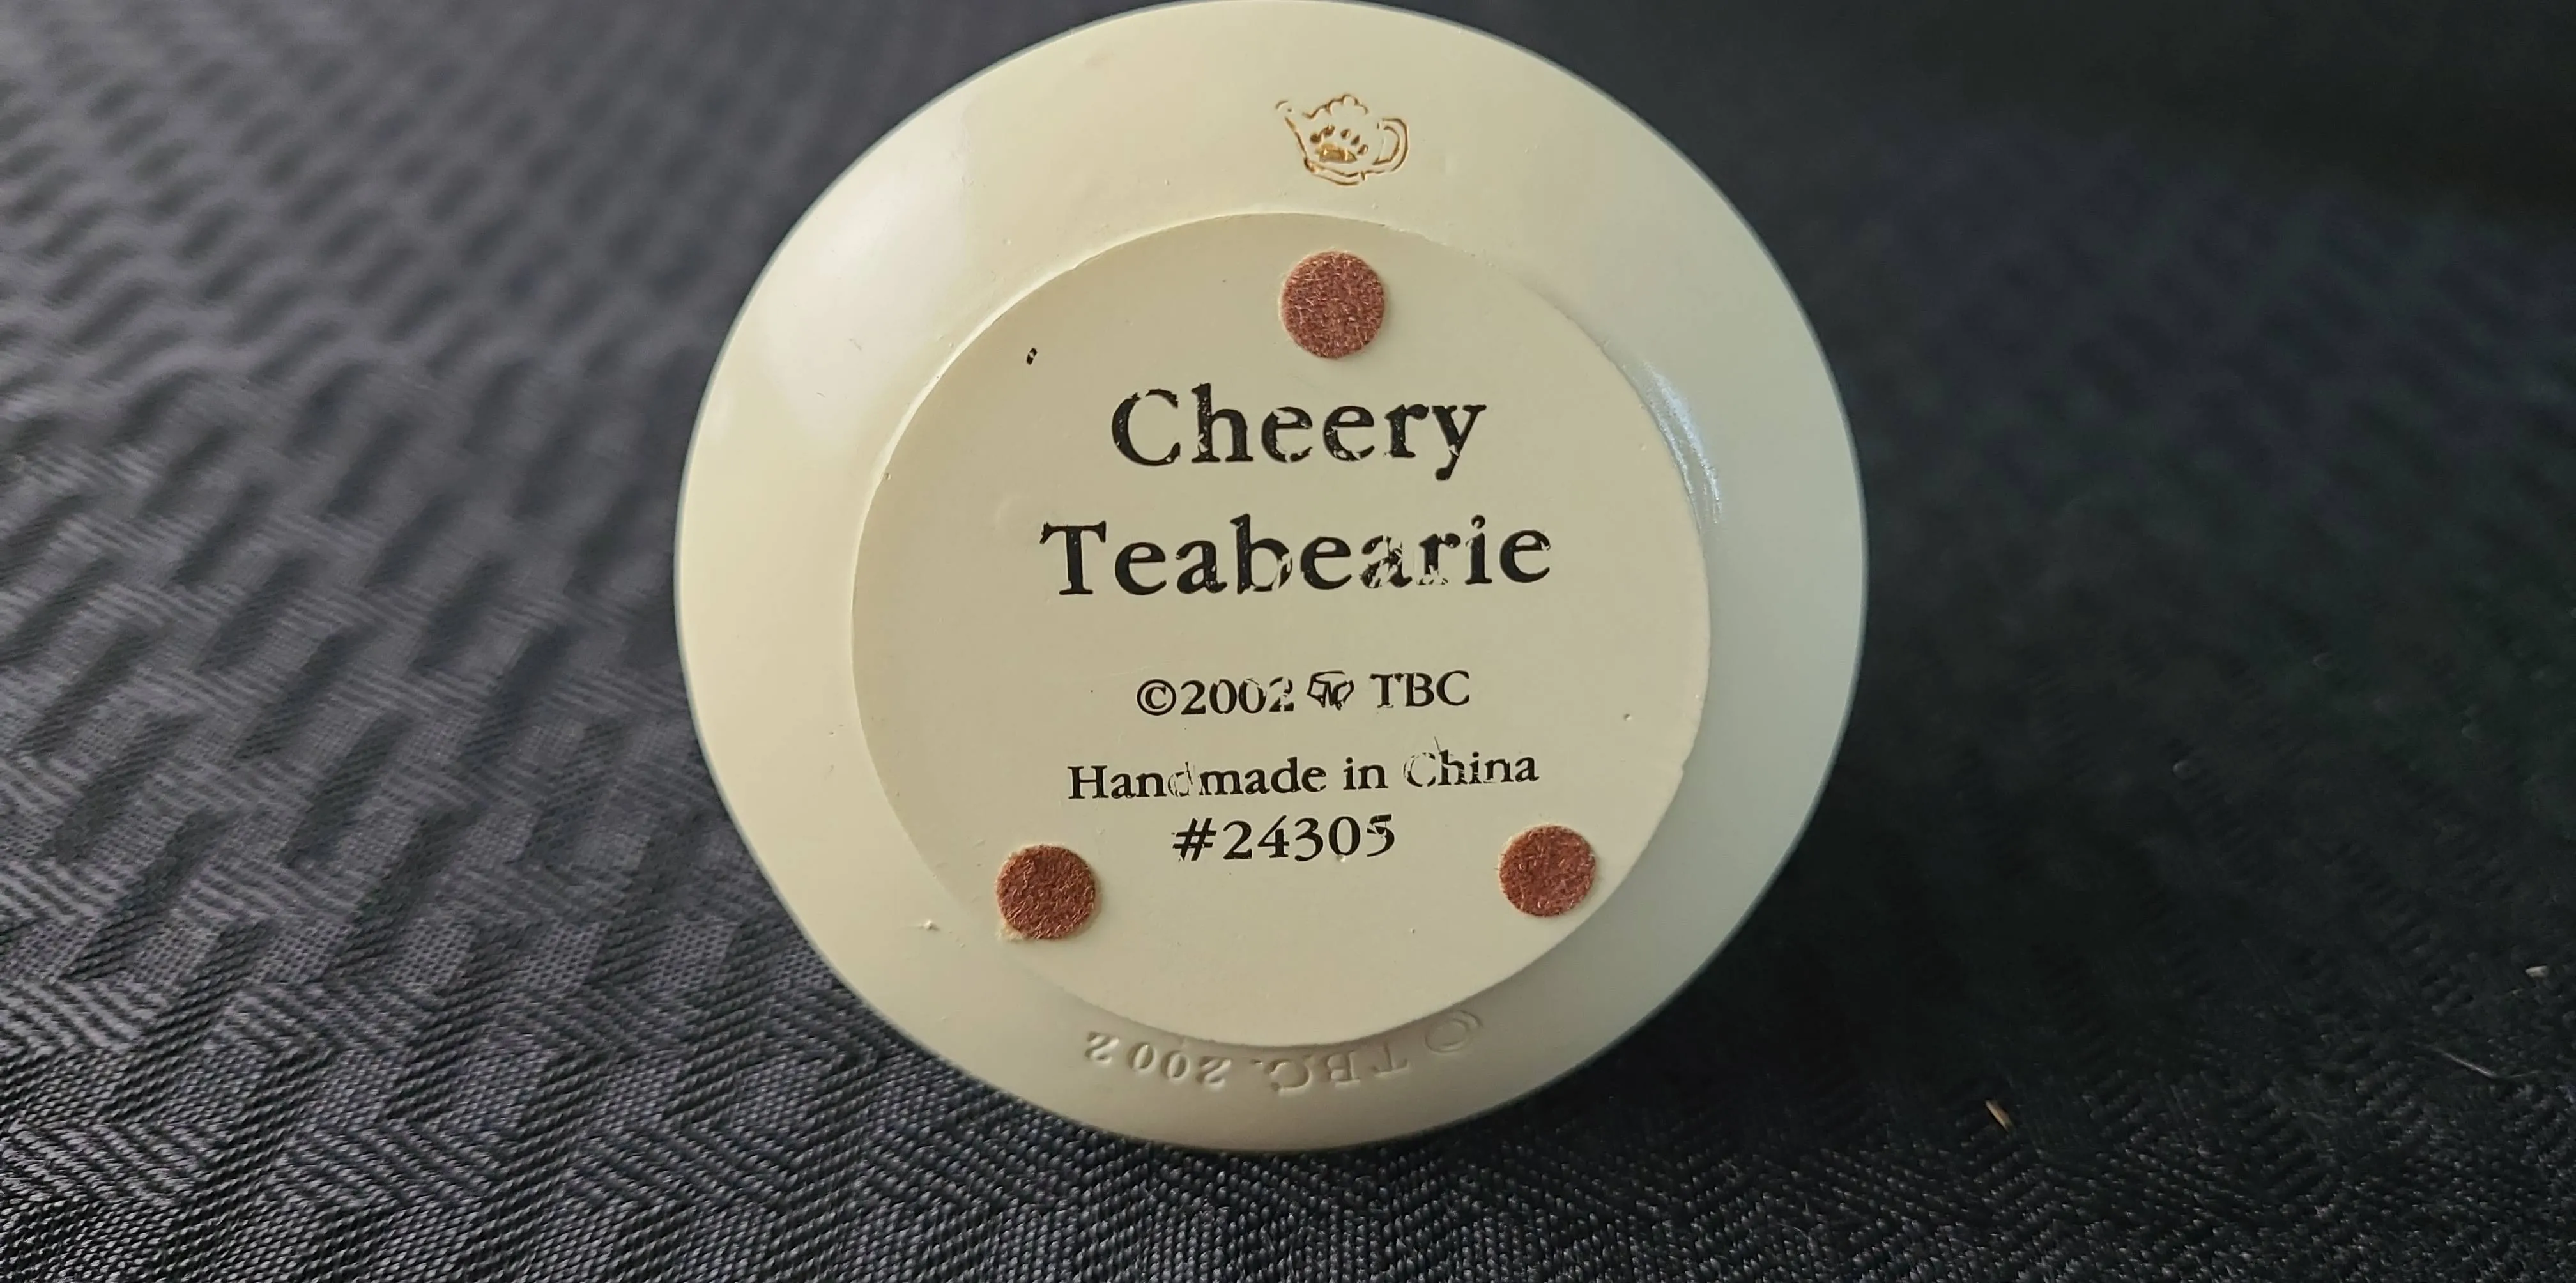 Cheery
Teabearie
©2002 TBC
Handmade in China
#24305
© T.B.C. 2002